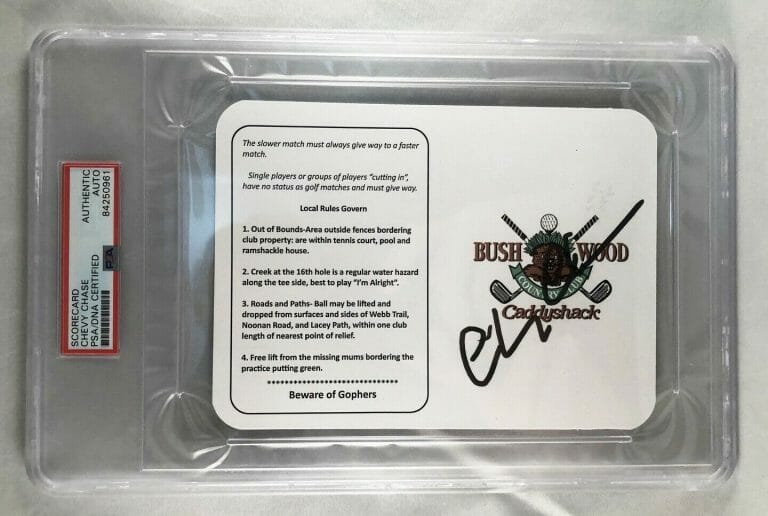 SCORECARD
CHEVY CHASE
PSA/DNA CERTIFIED
AUTHENTIC
AUTO
84250961
The slower match must always give way to a faster
match.
Single players or groups of players "cutting in",
have no status as golf matches and must give way.
Local Rules Govern
1. Out of Bounds-Area outside fences bordering
club property: are within tennis court, pool and
ramshackle house.
2. Creek at the 16th hole is a regular water hazard
along the tee side, best to play "I'm Alright".
3. Roads and Paths- Ball may be lifted and
dropped from surfaces and sides of Webb Trail,
Noonan Road, and Lacey Path, within one club
length of nearest point of relief.
4. Free lift from the missing mums bordering the
practice putting green.
******************************
Beware of Gophers
BUSH WOOD
COUNTRY CLUB
Caddyshack